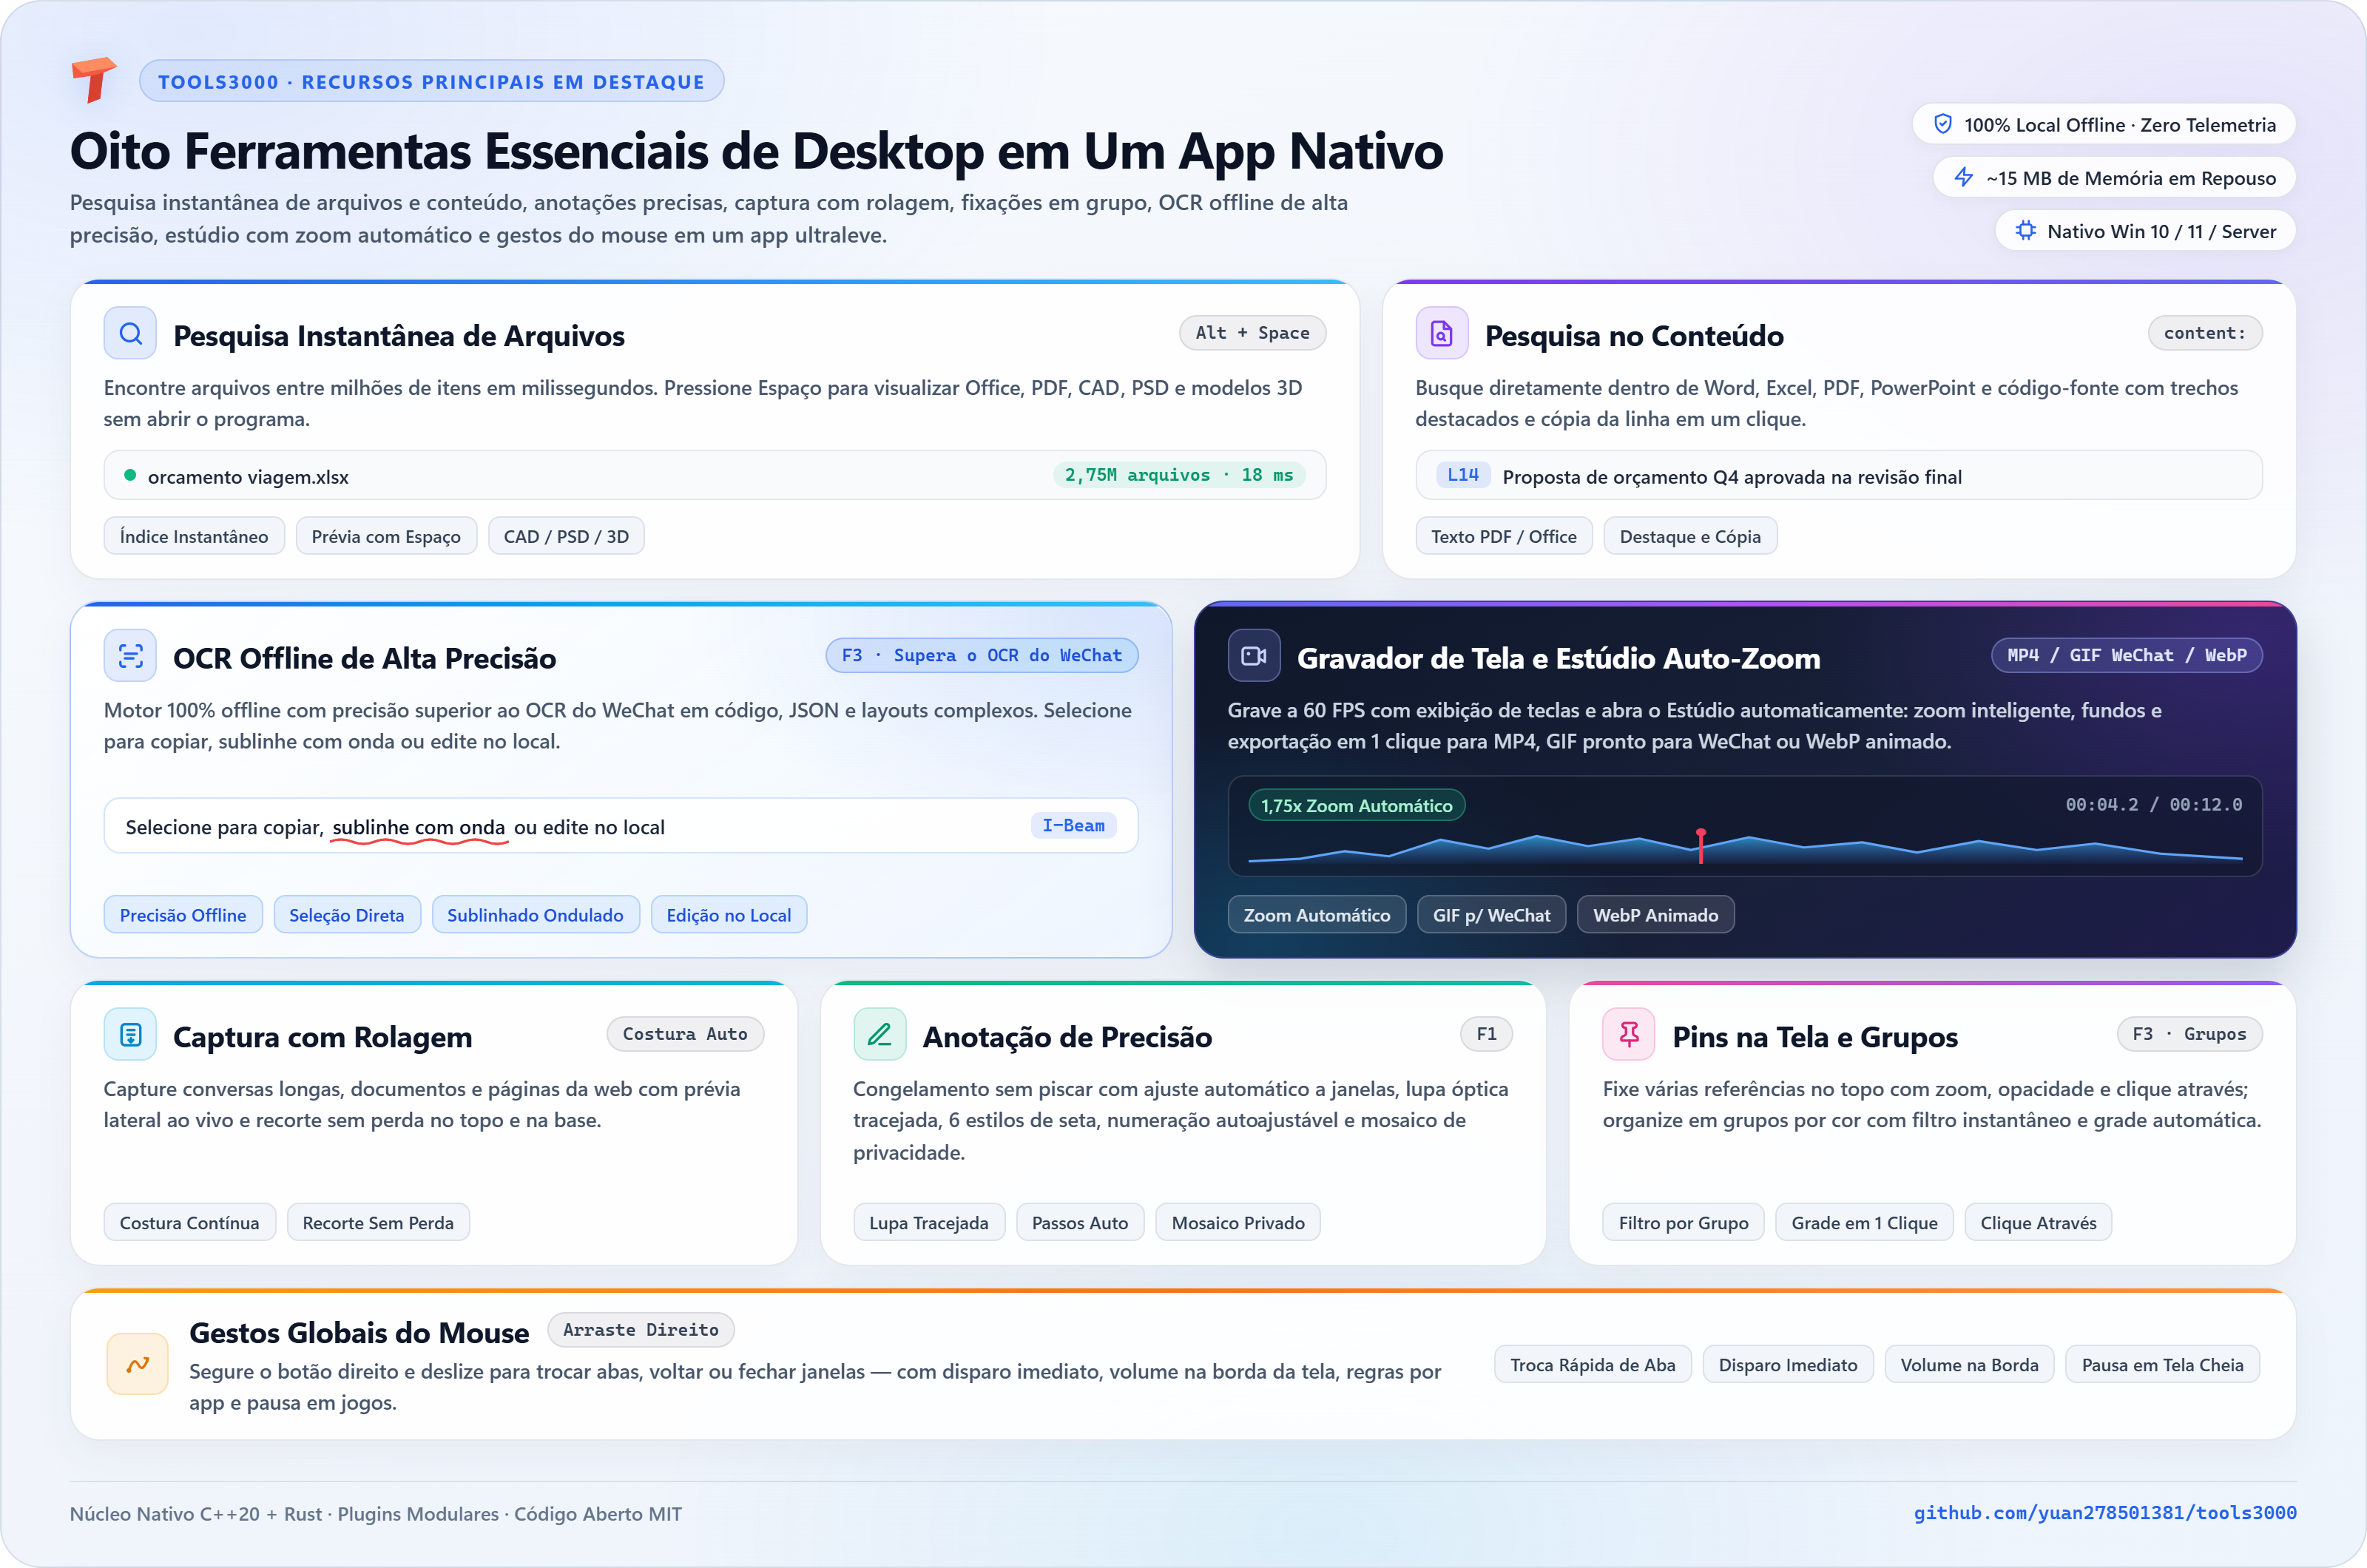 TOOLS3000 · RECURSOS PRINCIPAIS EM DESTAQUE
Oito Ferramentas Essenciais de Desktop em Um App Nativo
Pesquisa instantânea de arquivos e conteúdo, anotações precisas, captura com rolagem, fixações em grupo, OCR offline de alta
precisão, estúdio com zoom automático e gestos do mouse em um app ultraleve.
100% Local Offline · Zero Telemetria
~15 MB de Memória em Repouso
Nativo Win 10 / 11 / Server
Pesquisa Instantânea de Arquivos
Alt + Space
Encontre arquivos entre milhões de itens em milissegundos. Pressione Espaço para visualizar Office, PDF, CAD, PSD e modelos 3D
sem abrir o programa.
orcamento viagem.xlsx
2,75M arquivos · 18 ms
Índice Instantâneo
Prévia com Espaço
CAD / PSD / 3D
Pesquisa no Conteúdo
content:
Busque diretamente dentro de Word, Excel, PDF, PowerPoint e código-fonte com trechos
destacados e cópia da linha em um clique.
L14
Proposta de orçamento Q4 aprovada na revisão final
Texto PDF / Office
Destaque e Cópia
OCR Offline de Alta Precisão
F3 · Supera o OCR do WeChat
Motor 100% offline com precisão superior ao OCR do WeChat em código, JSON e layouts complexos. Selecione
para copiar, sublinhe com onda ou edite no local.
Selecione para copiar, sublinhe com onda ou edite no local
I-Beam
Precisão Offline
Seleção Direta
Sublinhado Ondulado
Edição no Local
Gravador de Tela e Estúdio Auto-Zoom
MP4 / GIF WeChat / WebP
Grave a 60 FPS com exibição de teclas e abra o Estúdio automaticamente: zoom inteligente, fundos e
exportação em 1 clique para MP4, GIF pronto para WeChat ou WebP animado.
1,75x Zoom Automático
00:04.2 / 00:12.0
Zoom Automático
GIF p/ WeChat
WebP Animado
Captura com Rolagem
Costura Auto
Capture conversas longas, documentos e páginas da web com prévia
lateral ao vivo e recorte sem perda no topo e na base.
Costura Contínua
Recorte Sem Perda
Anotação de Precisão
F1
Congelamento sem piscar com ajuste automático a janelas, lupa óptica
tracejada, 6 estilos de seta, numeração autoajustável e mosaico de
privacidade.
Lupa Tracejada
Passos Auto
Mosaico Privado
Pins na Tela e Grupos
F3 · Grupos
Fixe várias referências no topo com zoom, opacidade e clique através;
organize em grupos por cor com filtro instantâneo e grade automática.
Filtro por Grupo
Grade em 1 Clique
Clique Através
Gestos Globais do Mouse
Arraste Direito
Segure o botão direito e deslize para trocar abas, voltar ou fechar janelas — com disparo imediato, volume na borda da tela, regras por
app e pausa em jogos.
Troca Rápida de Aba
Disparo Imediato
Volume na Borda
Pausa em Tela Cheia
Núcleo Nativo C++20 + Rust · Plugins Modulares · Código Aberto MIT
github.com/yuan278501381/tools3000